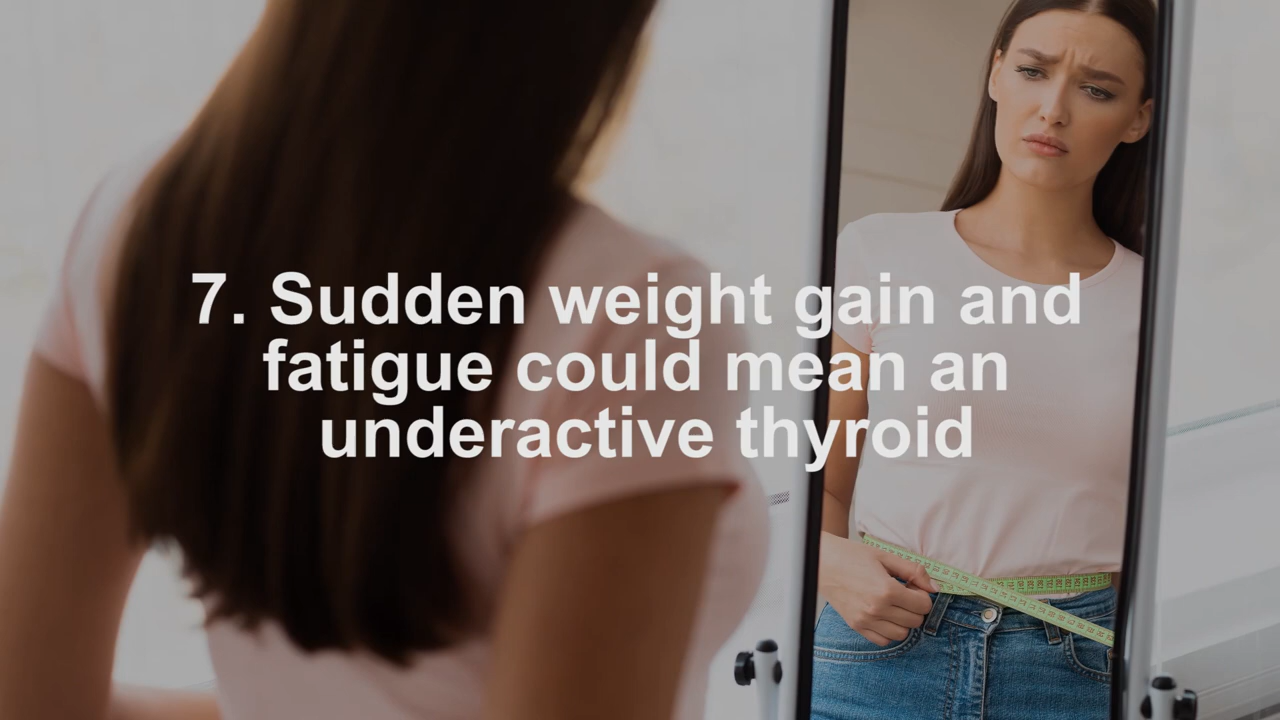 7. Sudden weight gain and
fatigue could mean an
underactive thyroid